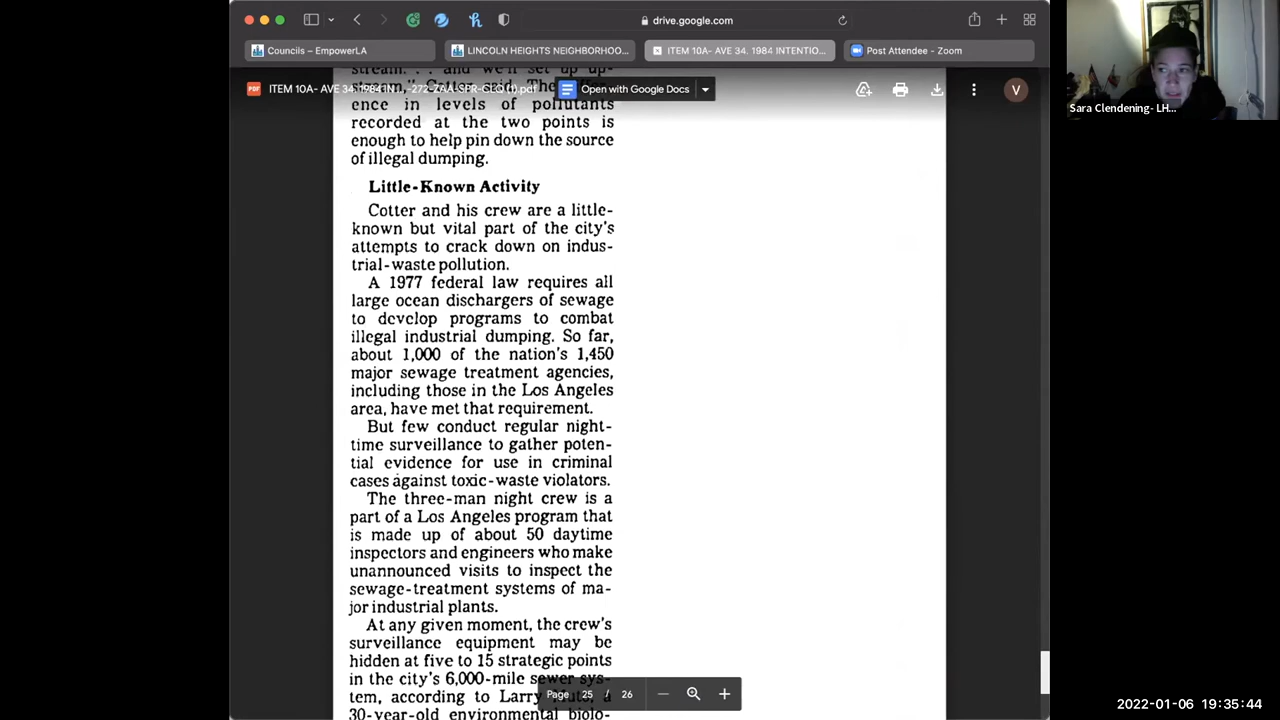 drive.google.com
Councils – EmpowerLA
LINCOLN HEIGHTS NEIGHBORHOO...
ITEM 10A- AVE 34. 1984 INTENTIO...
Post Attendee - Zoom
Sara Clendening- LH...
ITEM 10A- AVE 34.
PDF
Open with Google Docs
V
ence in levels of pollutants
recorded at the two points is
enough to help pin down the source
of illegal dumping.
Little-Known Activity
Cotter and his crew are a little-
known but vital part of the city's
attempts to crack down on indus-
trial-waste pollution.
A 1977 federal law requires all
large ocean dischargers of sewage
to develop programs to combat
illegal industrial dumping. So far,
about 1,000 of the nation's 1,450
major sewage treatment agencies,
including those in the Los Angeles
area, have met that requirement.
But few conduct regular night-
time surveillance to gather poten-
tial evidence for use in criminal
cases against toxic-waste violators.
The three-man night crew is a
part of a Los Angeles program that
is made up of about 50 daytime
inspectors and engineers who make
unannounced visits to inspect the
sewage-treatment systems of ma-
jor industrial plants.
At any given moment, the crew's
surveillance equipment may be
hidden at five to 15 strategic points
in the city's 6,000-mile sewer sys-
tem, according to Larry
30-year-old environmental biolo-
Page 25 / 26
2022-01-06 19:35:44